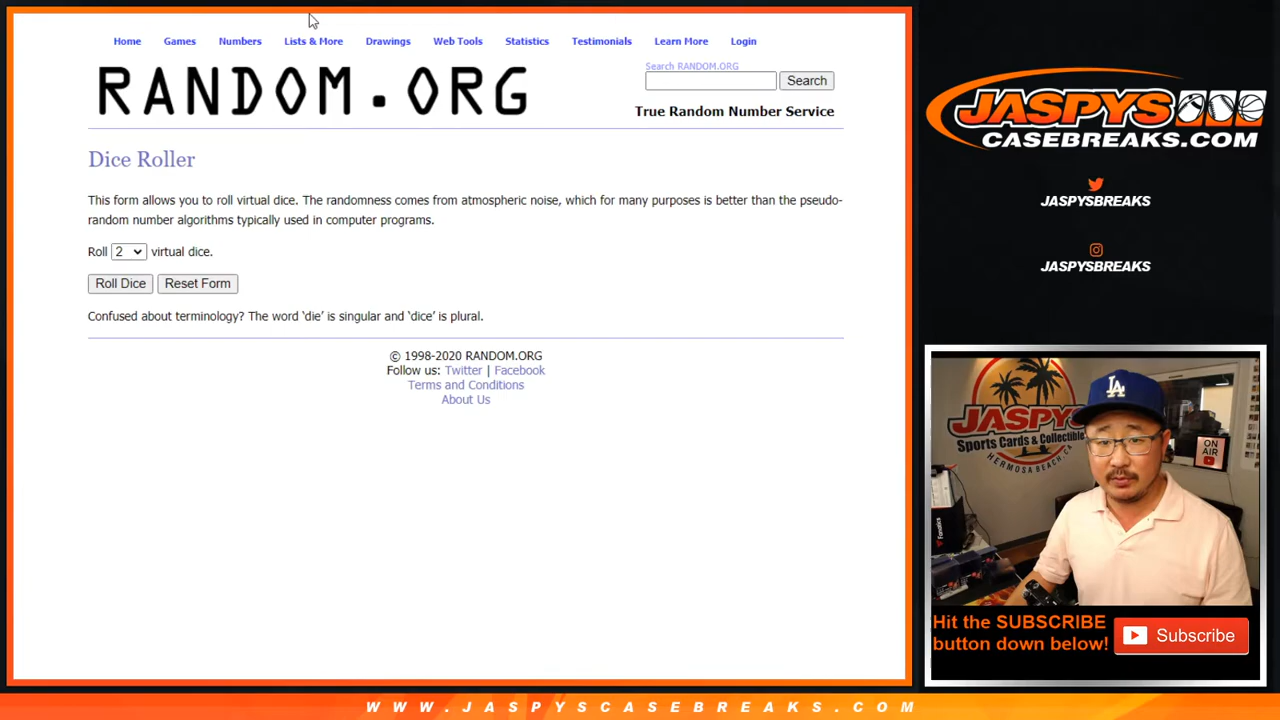 Home Games Numbers Lists & More Drawings Web Tools Statistics Testimonials Learn More Login
RANDOM.ORG
Search RANDOM.ORG
Search
True Random Number Service
Dice Roller
This form allows you to roll virtual dice. The randomness comes from atmospheric noise, which for many purposes is better than the pseudo-
random number algorithms typically used in computer programs.
Roll 2 virtual dice.
Roll Dice Reset Form
Confused about terminology? The word ‘die’ is singular and ‘dice’ is plural.
© 1998-2020 RANDOM.ORG
Follow us: Twitter | Facebook
Terms and Conditions
About Us
JASPYS
CASEBREAKS.COM
JASPYSBREAKS
JASPYSBREAKS
JASPYS
Sports Cards & Collectible
HERMOSA BEACH, CA
LA
ON
AIR
Fanatics
Hit the SUBSCRIBE
button down below!
Subscribe
WWW.JASPYSCASEBREAKS.COM